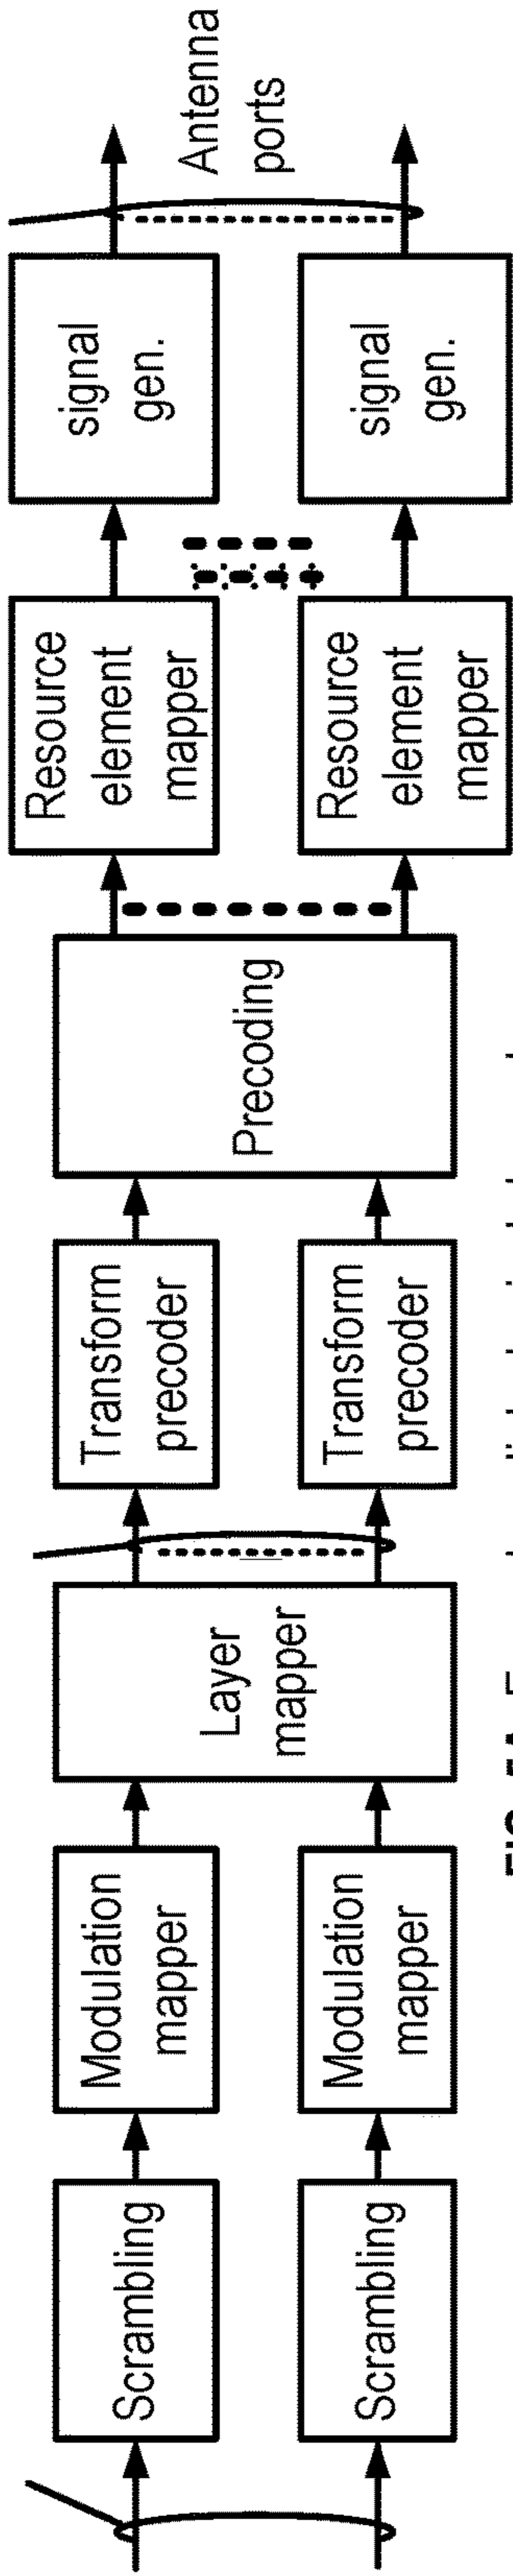 Scrambling
Scrambling
Modulation
mapper
Modulation
mapper
Layer
mapper
Transform
precoder
Transform
precoder
Precoding
Resource
element
mapper
Resource
element
mapper
signal
gen.
signal
gen.
Antenna
ports